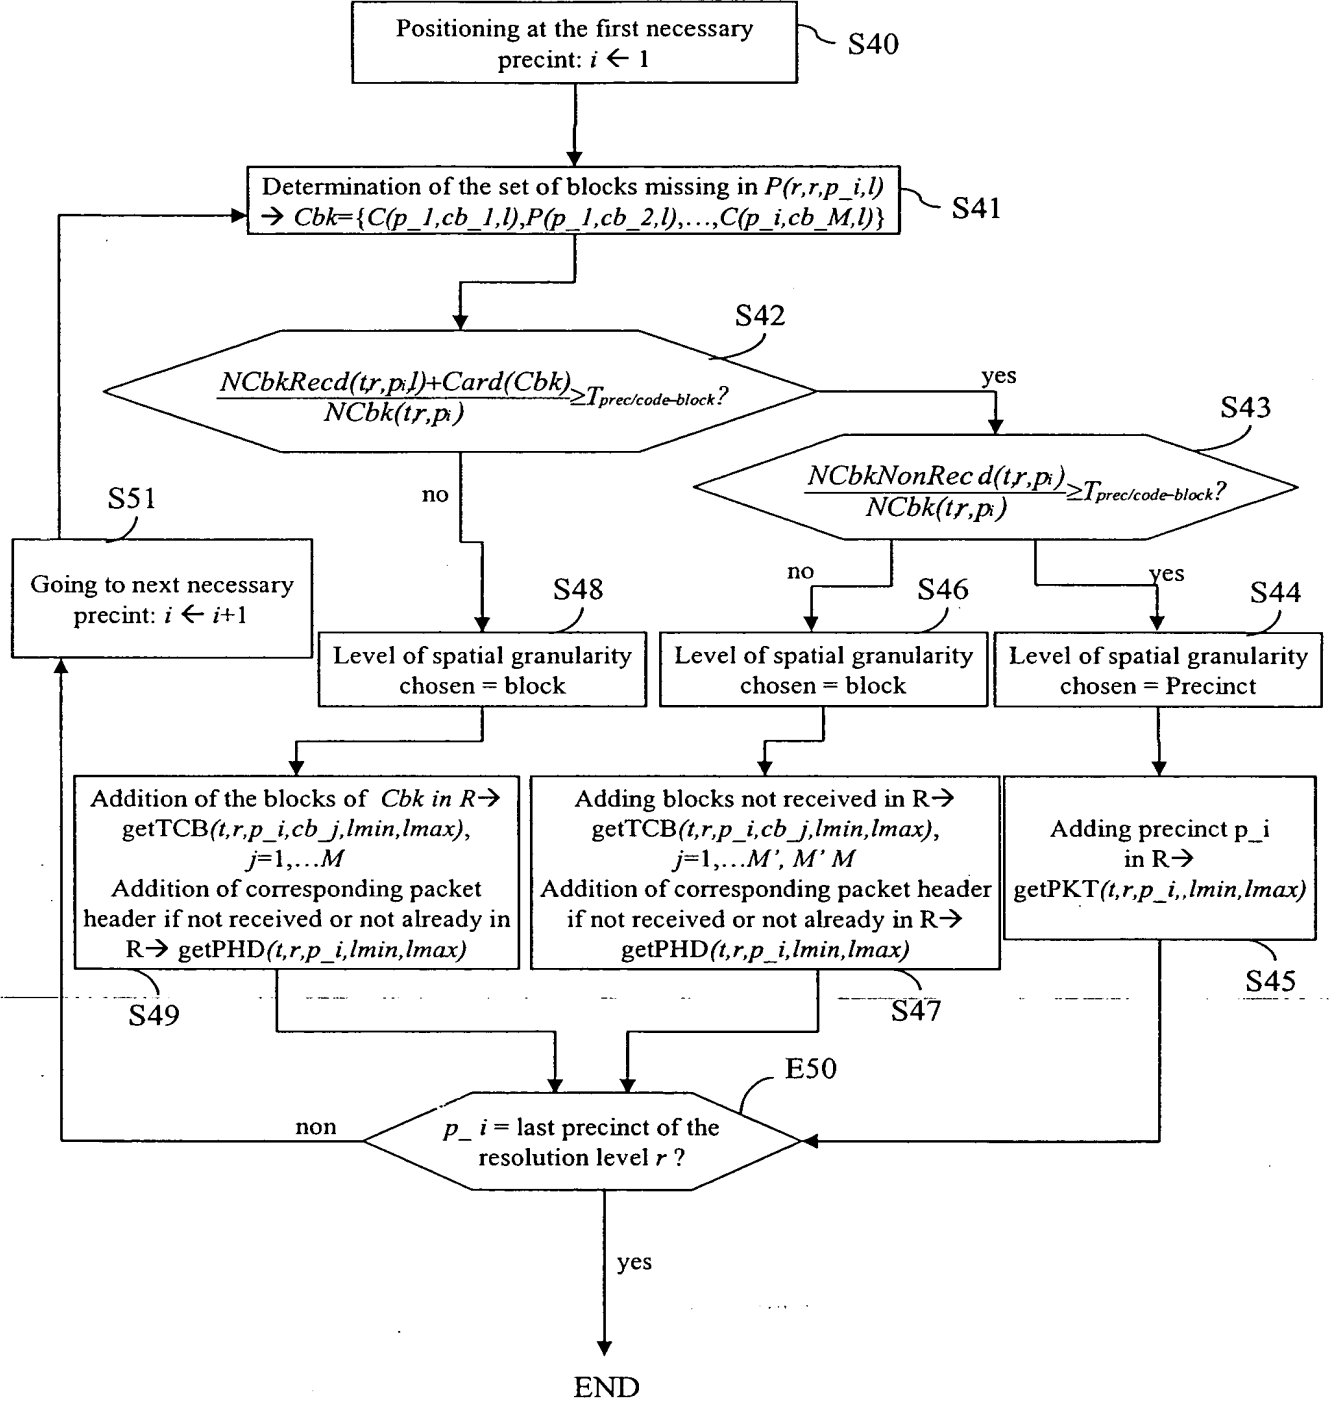 Positioning at the first necessary
precint: i ← 1
S40
Determination of the set of blocks missing in P(r,r,p_i,l)
→ Cbk={C(p_1,cb_1,l),P(p_1,cb_2,l),…,C(p_i,cb_M,l)}
S41
S42
NCbkRecd(t,r,pi,l)+Card(Cbk)
NCbk(t,r,pi)
≥Tprec/code-block?
yes
no
S43
NCbkNonRec d(t,r,pi)
NCbk(t,r,pi)
≥Tprec/code-block?
no
yes
S51
Going to next necessary
precint: i ← i+1
S48
Level of spatial granularity
chosen = block
S46
Level of spatial granularity
chosen = block
S44
Level of spatial granularity
chosen = Precinct
Addition of the blocks of Cbk in R→
getTCB(t,r,p_i,cb_j,lmin,lmax),
j=1,…M
Addition of corresponding packet
header if not received or not already in
R→ getPHD(t,r,p_i,lmin,lmax)
S49
Adding blocks not received in R→
getTCB(t,r,p_i,cb_j,lmin,lmax),
j=1,…M', M' M
Addition of corresponding packet header
if not received or not already in R→
getPHD(t,r,p_i,lmin,lmax)
S47
Adding precinct p_i
in R→
getPKT(t,r,p_i,,lmin,lmax)
S45
E50
p_ i = last precinct of the
resolution level r ?
non
yes
END